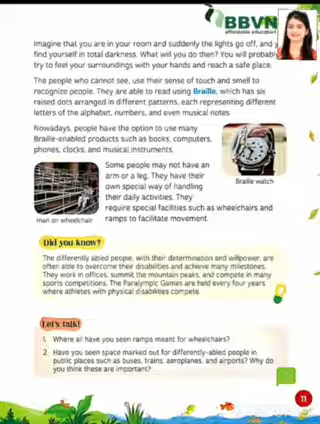 BBVN
affordable education
Imagine that you are in your room and suddenly the lights go off, and y
find yourself in total darkness. What will you do then? You will probably
try to feel your surroundings with your hands and reach a safe place.
The people who cannot see, use their sense of touch and smell to
recognize people. They are able to read using Braille, which has six
raised dots arranged in different patterns, each representing different
letters of the alphabet, numbers, and even musical notes.
Nowadays, people have the option to use many
Braille-enabled products such as books, computers,
phones, clocks, and musical instruments.
Braille watch
Some people may not have an
arm or a leg. They have their
own special way of handling
their daily activities. They
require special facilities such as wheelchairs and
ramps to facilitate movement.
man on wheelchair
Did you know?
The differently abled people, with their determination and willpower, are
often able to overcome their disabilities and achieve many milestones.
They work in offices, summit the mountain peaks, and compete in many
sports competitions. The Paralympic Games are held every four years
where athletes with physical disabilities compete.
Let's talk!
1. Where all have you seen ramps meant for wheelchairs?
2. Have you seen space marked out for differently-abled people in
public places such as buses, trains, aeroplanes, and airports? Why do
you think these are important?
11